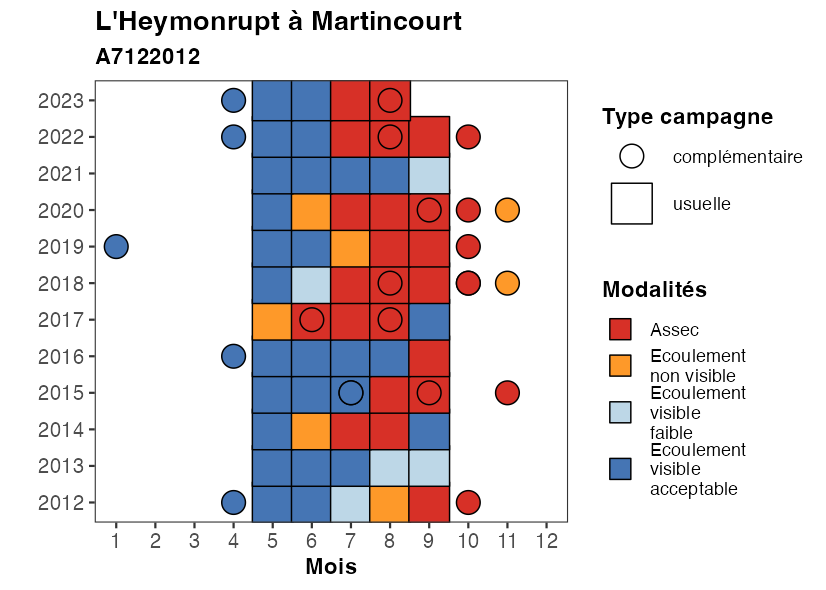 L'Heymonrupt à Martincourt
A7122012
2023
2022
2021
2020
2019
2018
2017
2016
2015
2014
2013
2012
1 2 3 4 5 6 7 8 9 10 11 12
Mois
Type campagne
complémentaire
usuelle
Modalités
Assec
Ecoulement
non visible
Ecoulement
visible
faible
Ecoulement
visible
acceptable